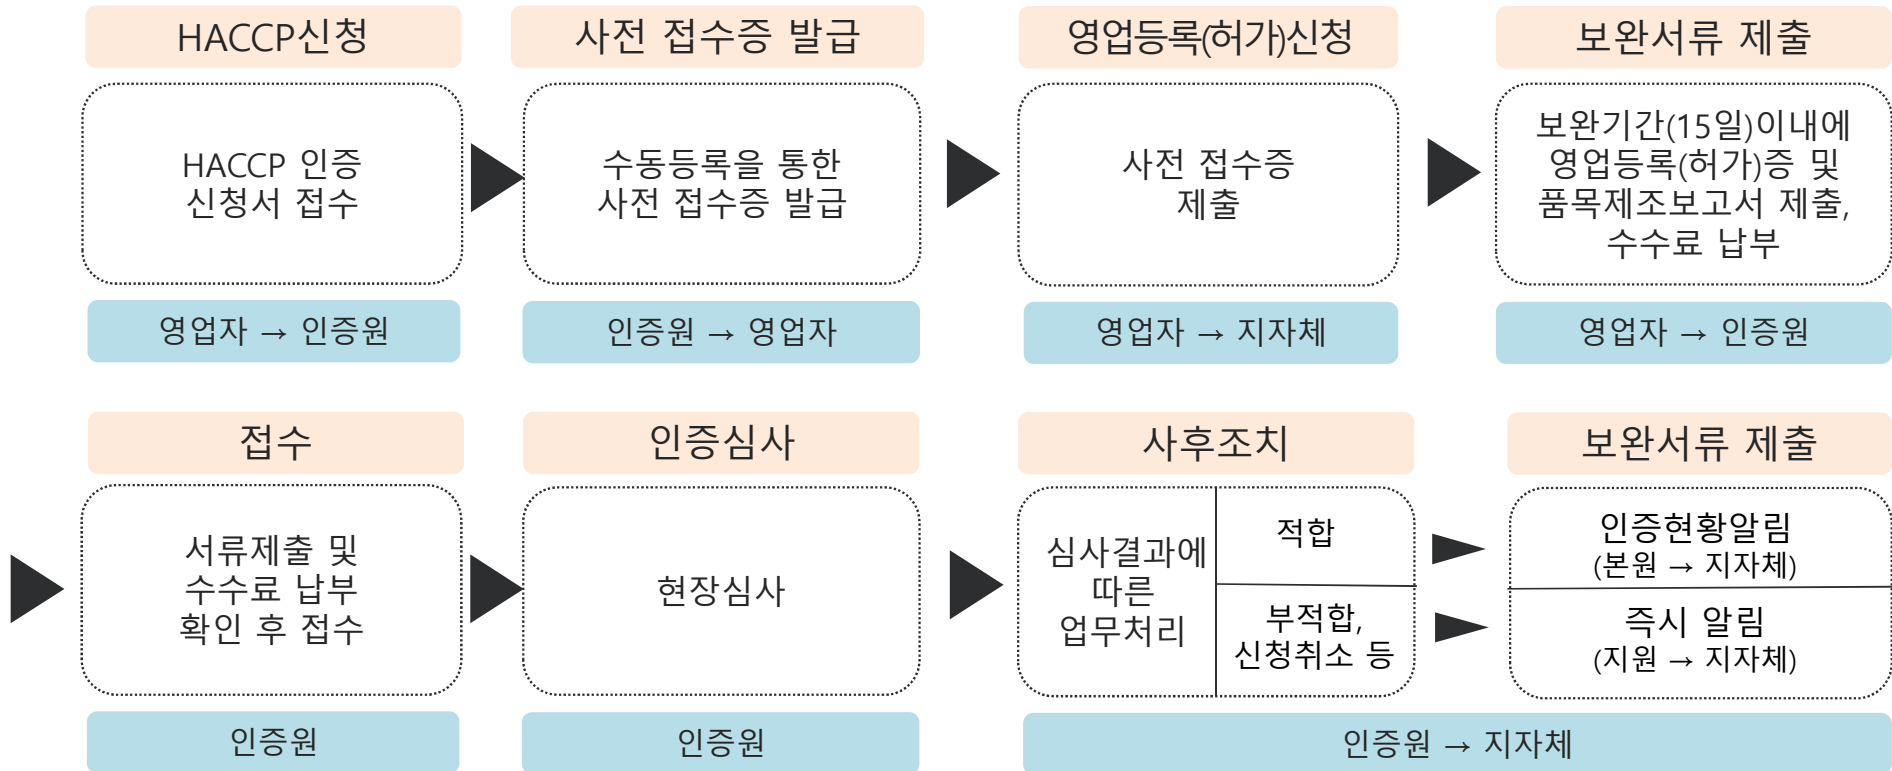 HACCP신청
사전 접수증 발급
영업등록(허가)신청
보완서류 제출
HACCP 인증
신청서 접수
수동등록을 통한
사전 접수증 발급
사전 접수증
제출
보완기간(15일)이내에
영업등록(허가)증 및
품목제조보고서 제출,
수수료 납부
영업자 → 인증원
인증원 → 영업자
영업자 → 지자체
영업자 → 인증원
접수
인증심사
사후조치
보완서류 제출
서류제출 및
수수료 납부
확인 후 접수
현장심사
심사결과에
따른
업무처리
적합
부적합,
신청취소 등
인증현황알림
(본원 → 지자체)
즉시 알림
(지원 → 지자체)
인증원
인증원
인증원 → 지자체